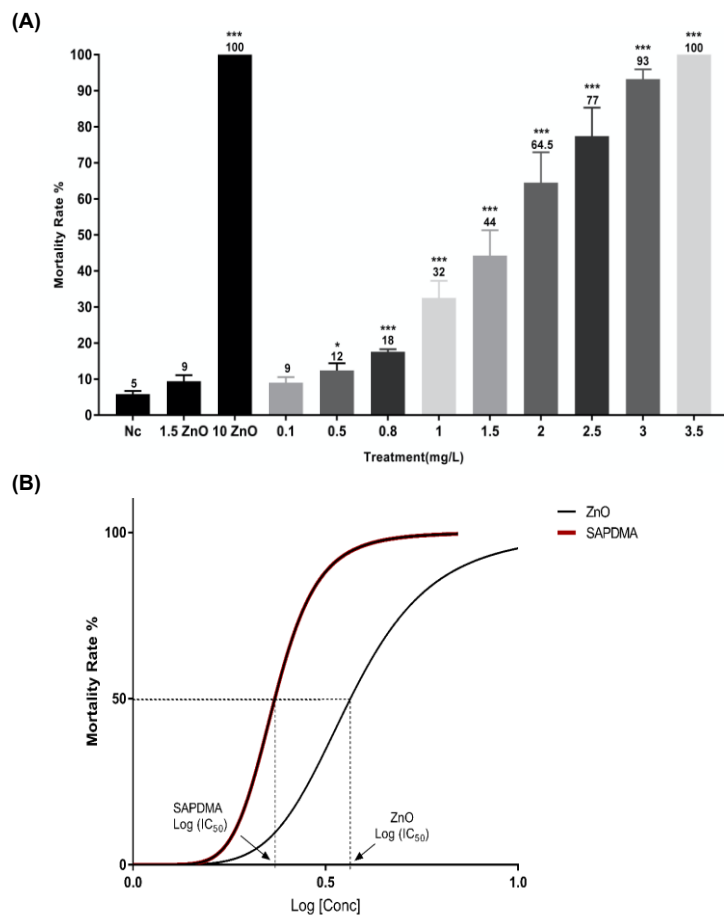 (A)
***
100
***
100
***
93
***
77
***
64.5
***
44
***
32
***
18
*
12
9
9
5
100
90
80
70
60
50
40
30
20
10
0
Mortality Rate %
Nc 1.5 ZnO 10 ZnO 0.1 0.5 0.8 1 1.5 2 2.5 3 3.5
Treatment(mg/L)
(B)
ZnO
SAPDMA
100
50
0
Mortality Rate %
SAPDMA
Log (IC50)
ZnO
Log (IC50)
0.0 0.5 1.0
Log [Conc]